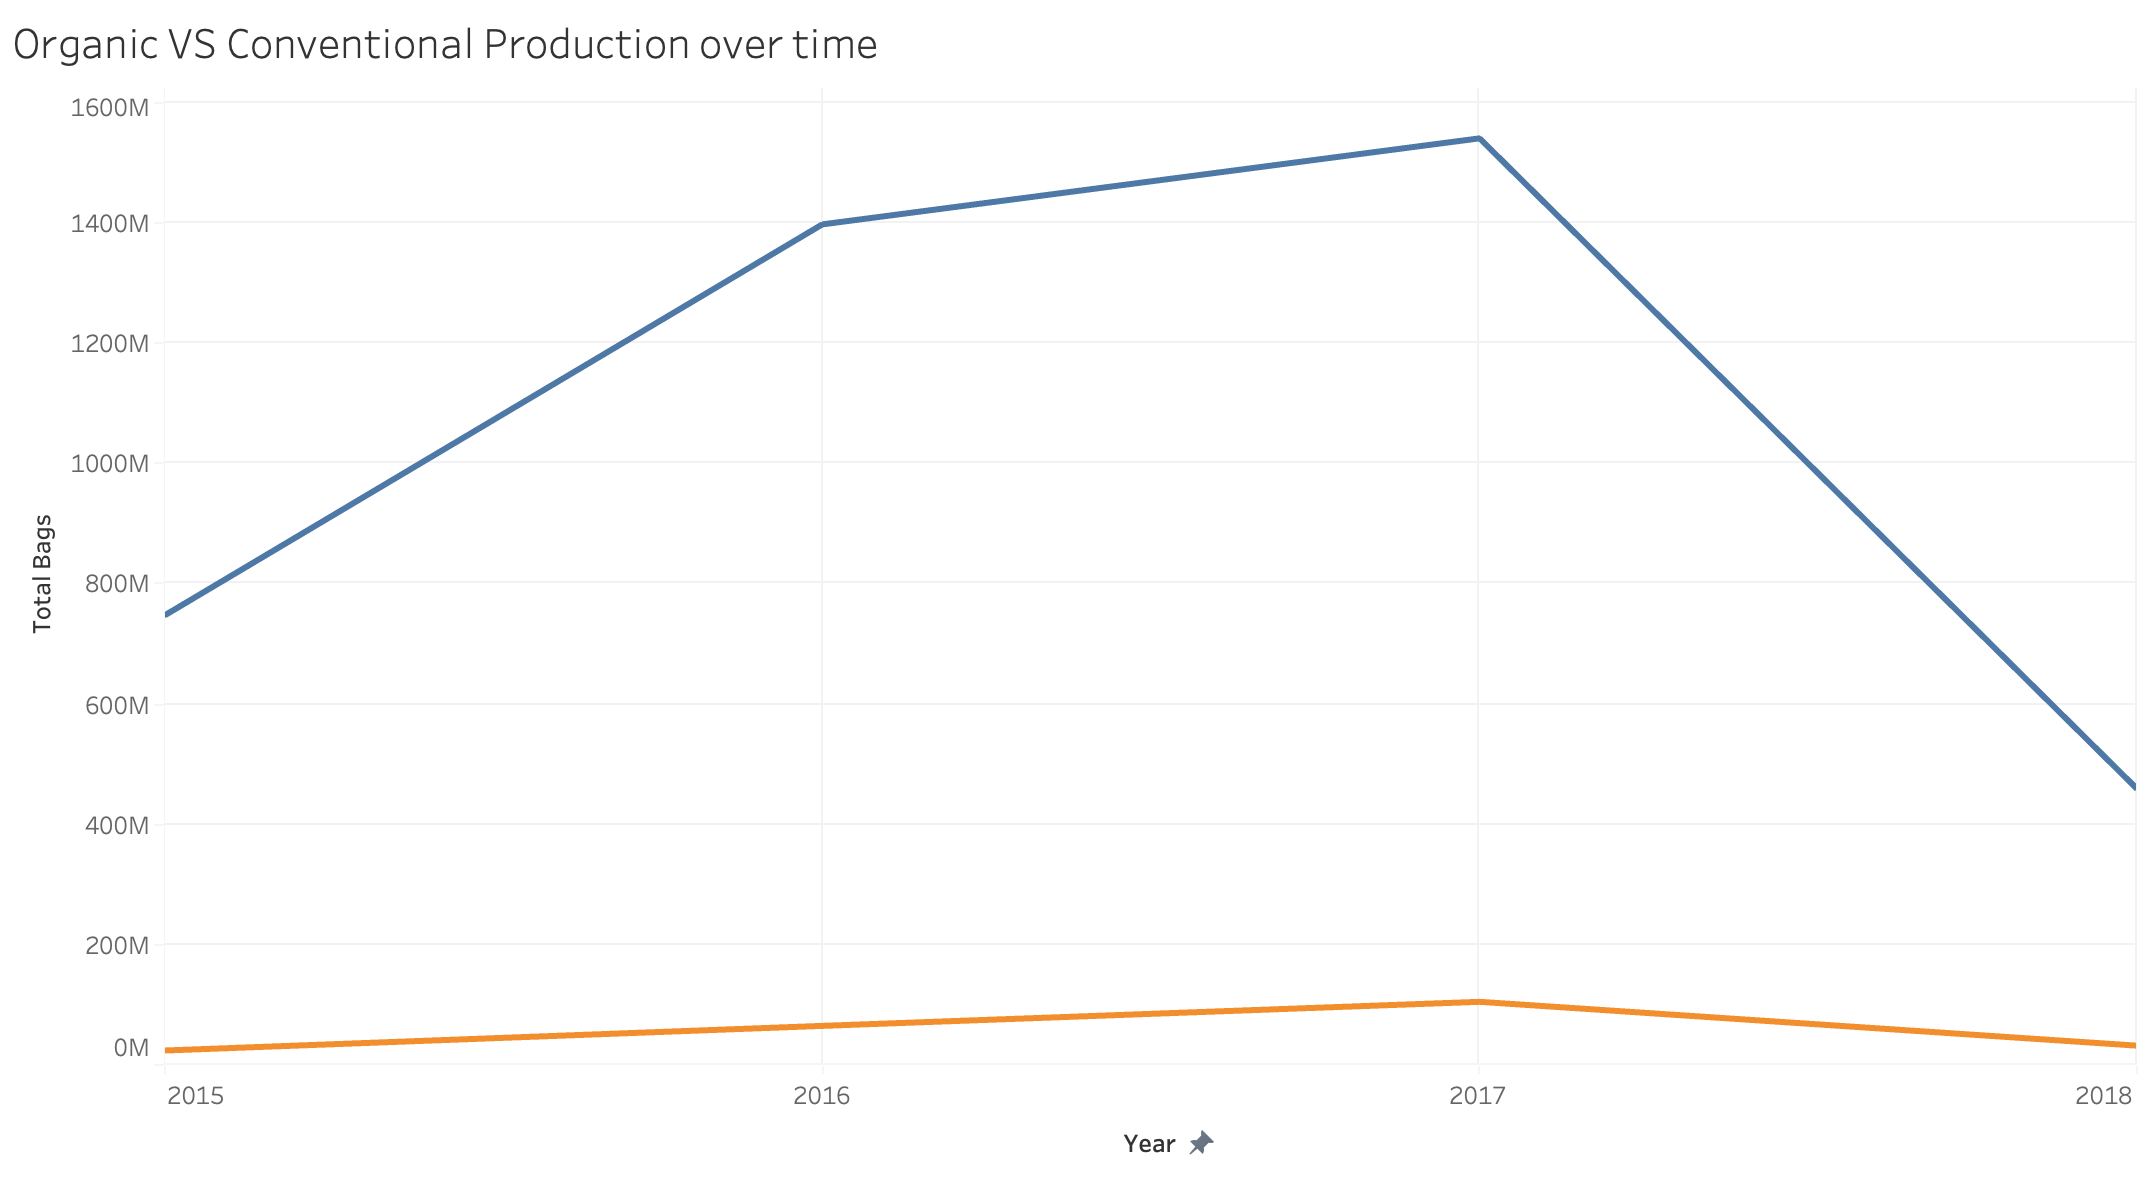 Organic VS Conventional Production over time
1600M
1400M
1200M
1000M
800M
600M
400M
200M
0M
Total Bags
2015
2016
2017
2018
Year